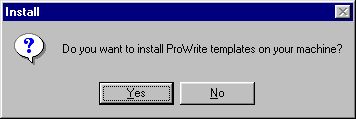 Install
Do you want to install ProWrite templates on your machine?
Yes No